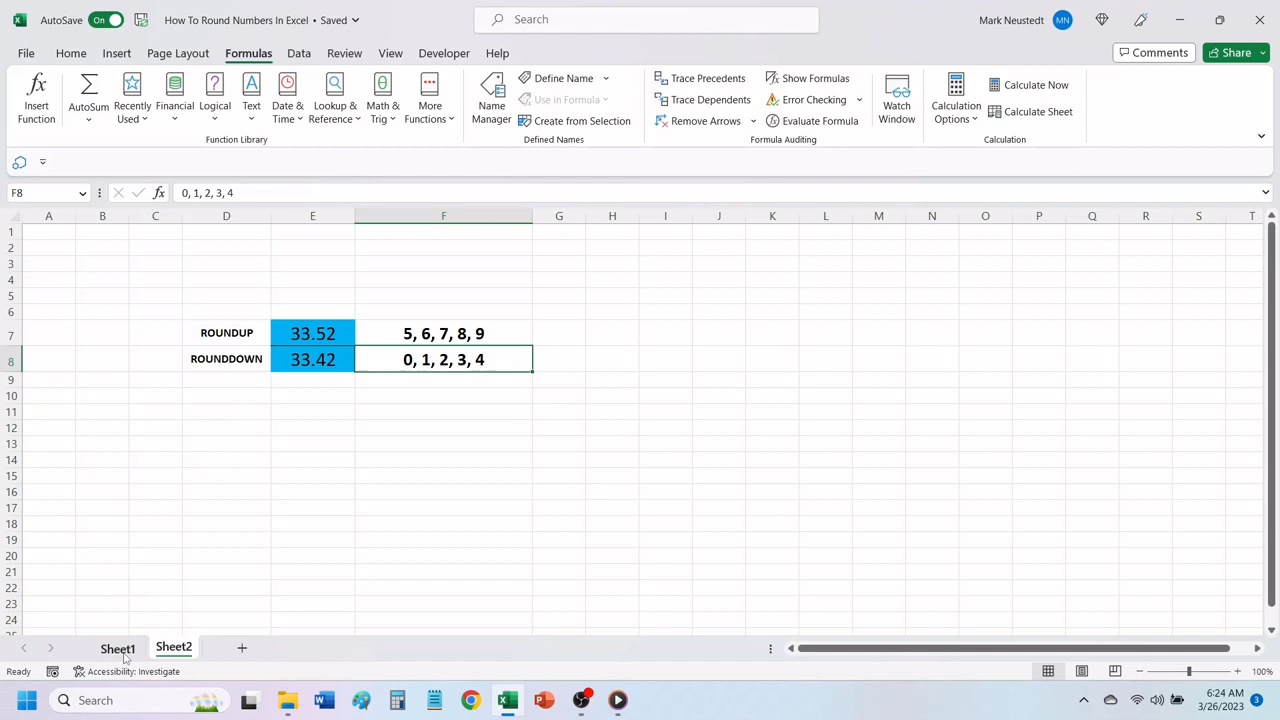 AutoSave On How To Round Numbers In Excel • Saved Search Mark Neustedt MN
File Home Insert Page Layout Formulas Data Review View Developer Help Comments Share
Insert Function
AutoSum
Recently Used
Financial
Logical
Text
Date & Time
Lookup & Reference
Math & Trig
More Functions
Function Library
Name Manager
Define Name
Use in Formula
Create from Selection
Defined Names
Trace Precedents
Trace Dependents
Remove Arrows
Show Formulas
Error Checking
Evaluate Formula
Formula Auditing
Watch Window
Calculation Options
Calculate Now
Calculate Sheet
Calculation
F8 fx 0, 1, 2, 3, 4
A B C D E F G H I J K L M N O P Q R S T
1
2
3
4
5
6
7 ROUNDUP 33.52 5, 6, 7, 8, 9
8 ROUNDDOWN 33.42 0, 1, 2, 3, 4
9
10
11
12
13
14
15
16
17
18
19
20
21
22
23
24
25
Sheet1 Sheet2
Ready Accessibility: Investigate 100%
Search 6:24 AM
3/26/2023 3